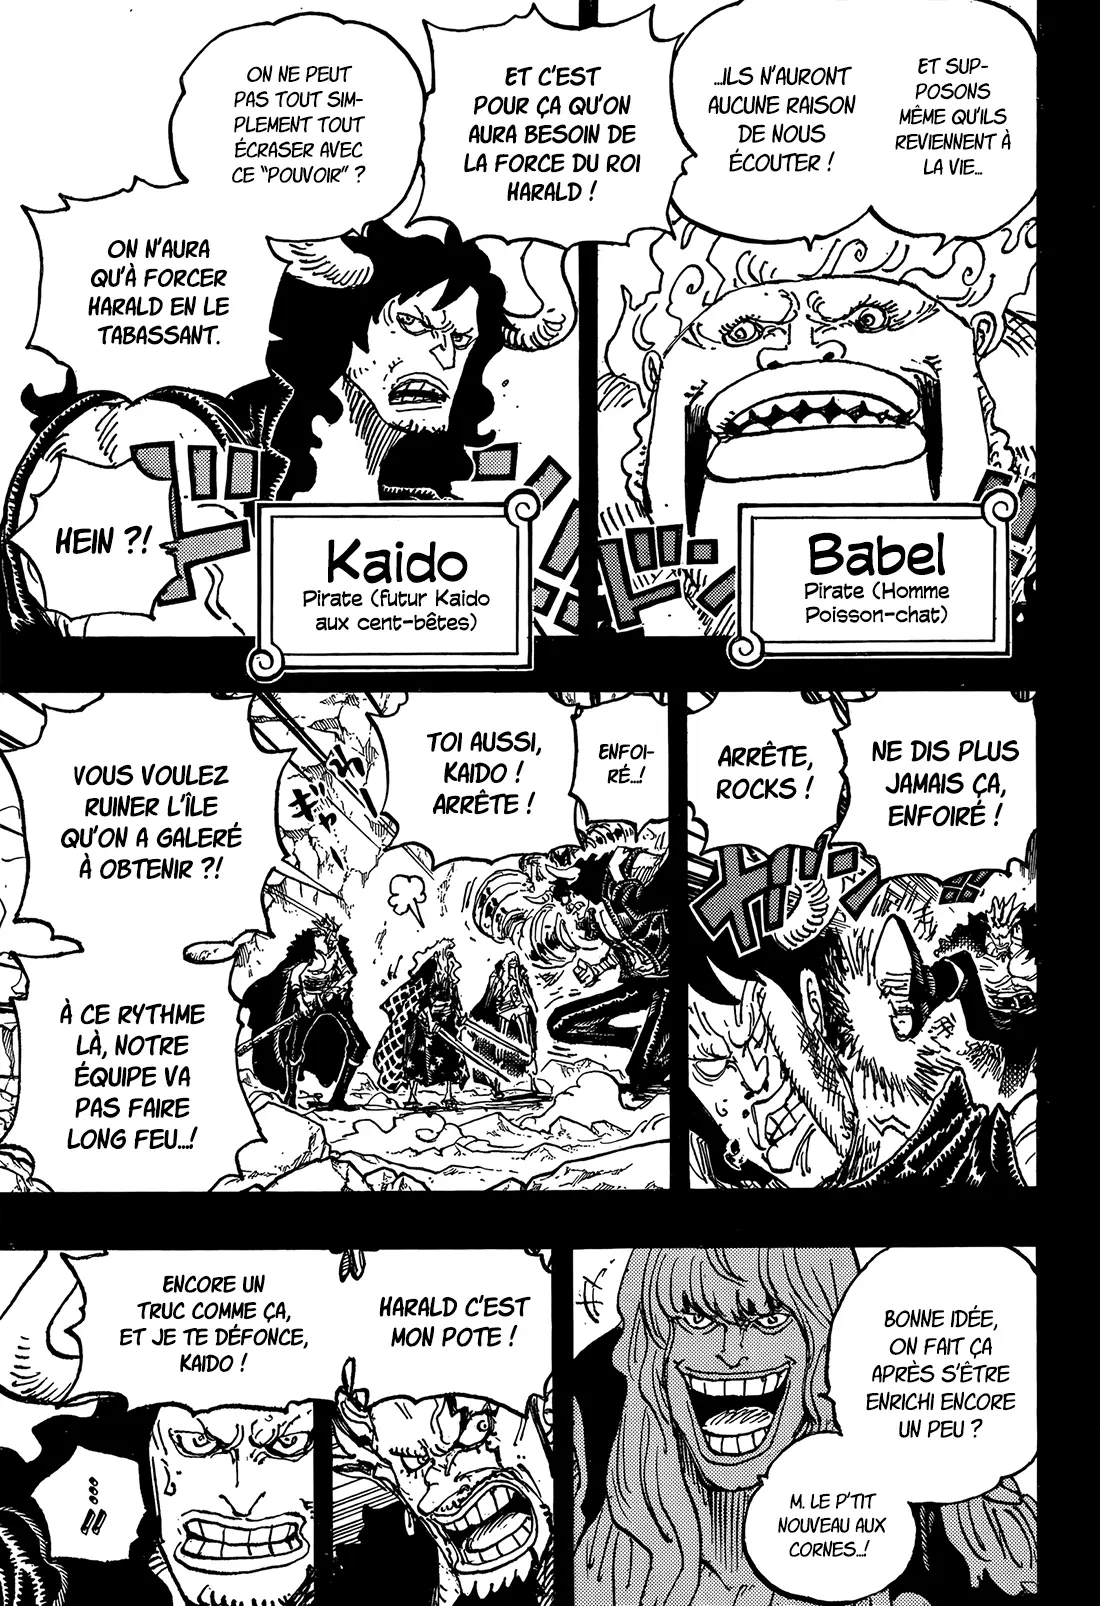 ET SUP-
POSONS
MÊME QU'ILS
REVIENNENT À
LA VIE...
...ILS N'AURONT
AUCUNE RAISON
DE NOUS
ÉCOUTER !
Babel
Pirate (Homme
Poisson-chat)
ET C'EST
POUR ÇA QU'ON
AURA BESOIN DE
LA FORCE DU ROI
HARALD !
ON NE PEUT
PAS TOUT SIM-
PLEMENT TOUT
ÉCRASER AVEC
CE "POUVOIR" ?
ON N'AURA
QU'À FORCER
HARALD EN LE
TABASSANT.
HEIN ?!
Kaido
Pirate (futur Kaido
aux cent-bêtes)
NE DIS PLUS
JAMAIS ÇA,
ENFOIRÉ !
ARRÊTE,
ROCKS !
ENFOI-
RÉ...!
TOI AUSSI,
KAIDO !
ARRÊTE !
VOUS VOULEZ
RUINER L'ÎLE
QU'ON A GALERÉ
À OBTENIR ?!
À CE RYTHME
LÀ, NOTRE
ÉQUIPE VA
PAS FAIRE
LONG FEU...!
BONNE IDÉE,
ON FAIT ÇA
APRÈS S'ÊTRE
ENRICHI ENCORE
UN PEU ?
M. LE P'TIT
NOUVEAU AUX
CORNES...!
HARALD C'EST
MON POTE !
ENCORE UN
TRUC COMME ÇA,
ET JE TE DÉFONCE,
KAIDO !
...!!